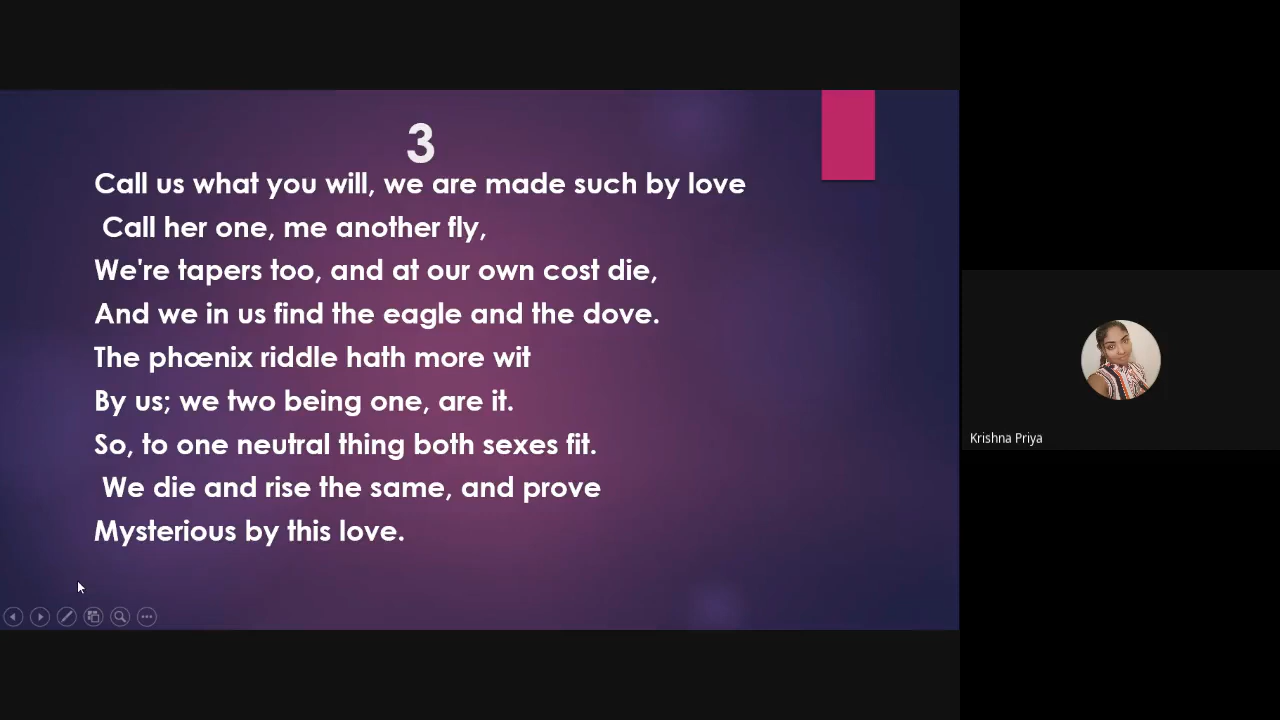 3
Call us what you will, we are made such by love
Call her one, me another fly,
We're tapers too, and at our own cost die,
And we in us find the eagle and the dove.
The phœnix riddle hath more wit
By us; we two being one, are it.
So, to one neutral thing both sexes fit.
We die and rise the same, and prove
Mysterious by this love.
Krishna Priya